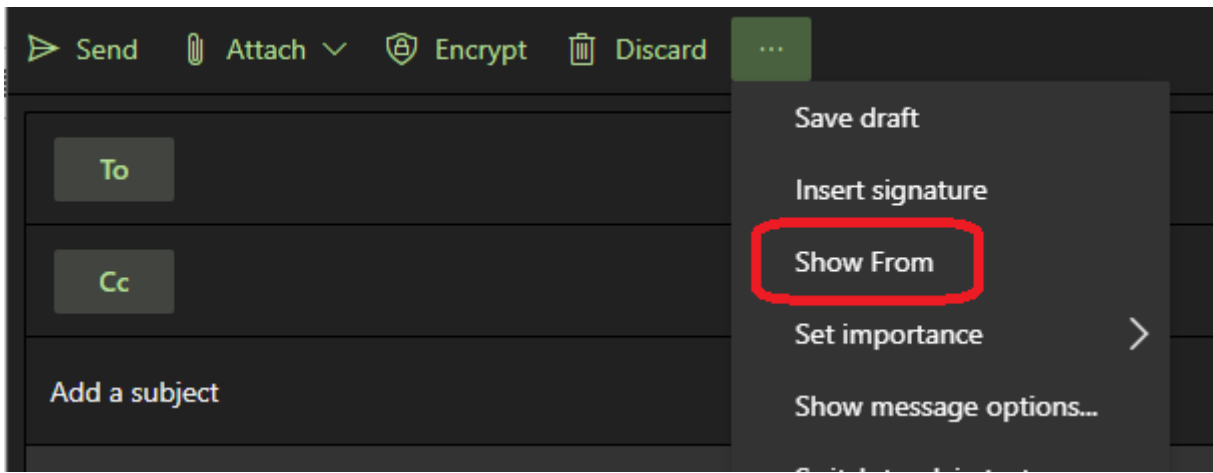 Send Attach Encrypt Discard ...
Save draft
To
Insert signature
Show From
Cc
Set importance
Add a subject
Show message options...